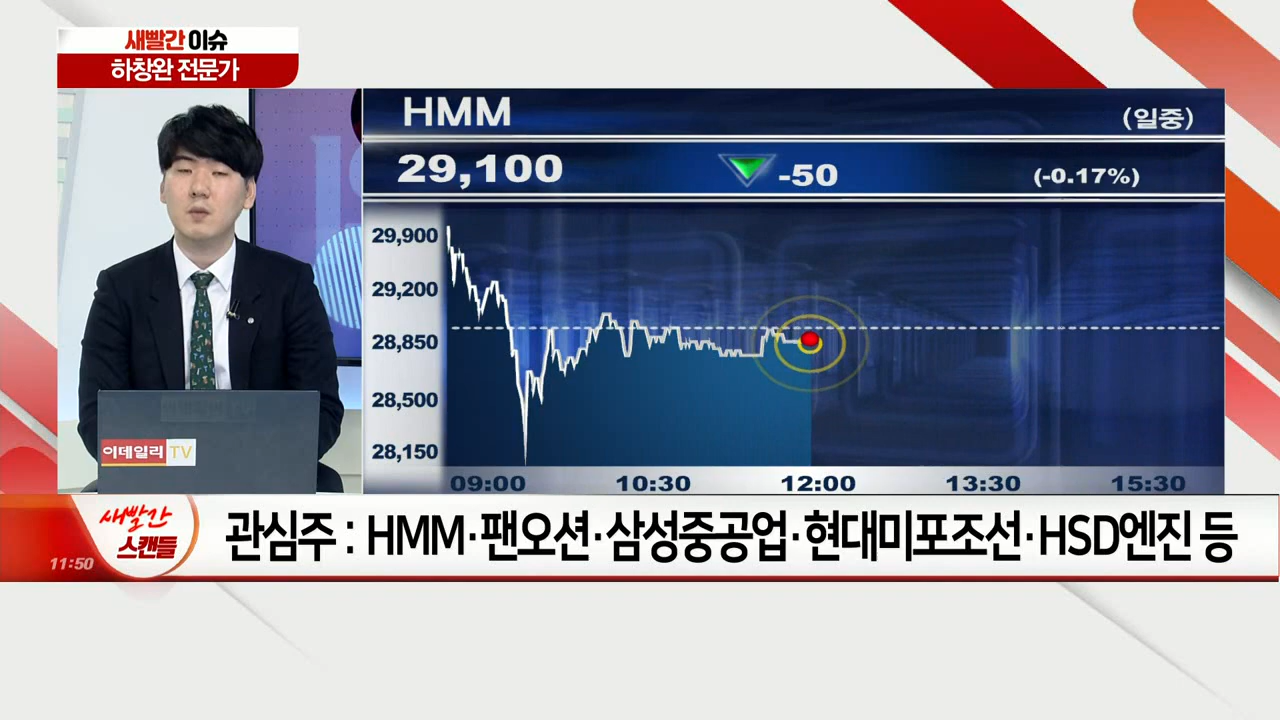 새빨간 이슈
하창완 전문가
HMM
(일중)
29,100
-50
(-0.17%)
29,900
29,200
28,850
28,500
28,150
09:00
10:30
12:00
13:30
15:30
이데일리 TV
새빨간
스캔들
11:50
관심주 : HMM·팬오션·삼성중공업·현대미포조선·HSD엔진 등